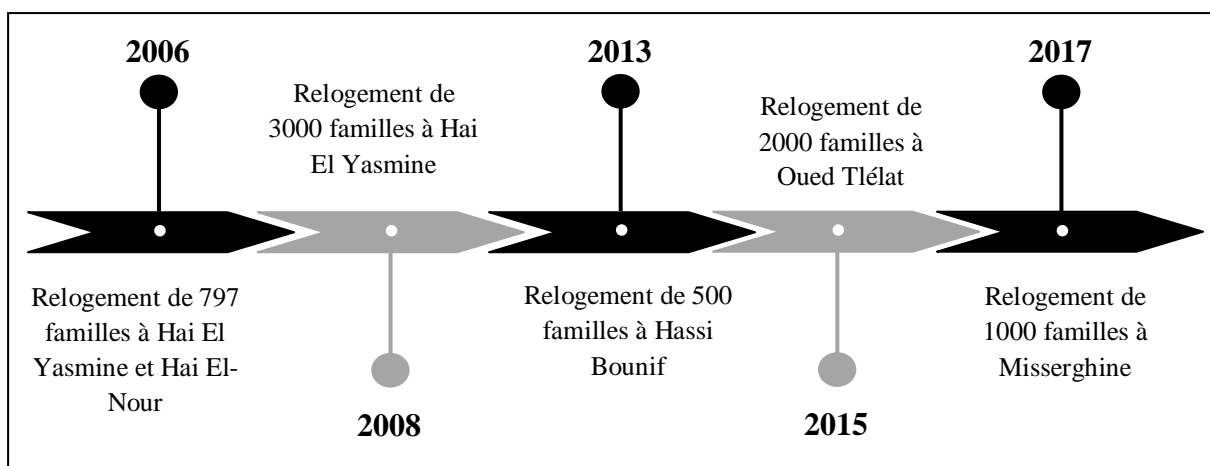 2006
Relogement de 797
familles à Hai El
Yasmine et Hai El-
Nour
Relogement de
3000 familles à Hai
El Yasmine
2008
2013
Relogement de 500
familles à Hassi
Bounif
Relogement de
2000 familles à
Oued Tlélat
2015
2017
Relogement de
1000 familles à
Misserghine